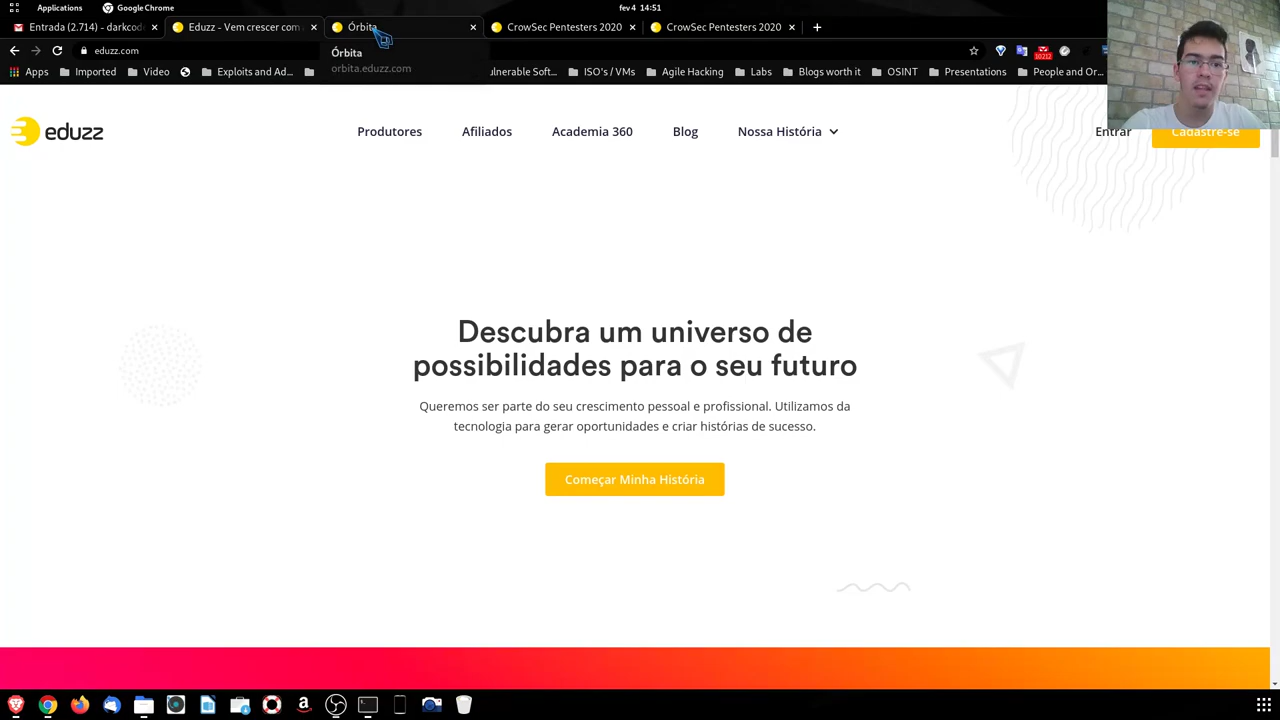 Applications
Google Chrome
fev 4 14:51
Entrada (2.714) - darkcod
Eduzz - Vem crescer com
Órbita
CrowSec Pentesters 2020
CrowSec Pentesters 2020
eduzz.com
Órbita
orbita.eduzz.com
10212
Apps
Imported
Video
Exploits and Ad...
ulnerable Soft...
ISO's / VMs
Agile Hacking
Labs
Blogs worth it
OSINT
Presentations
People and Or...
eduzz
Produtores
Afiliados
Academia 360
Blog
Nossa História
Entrar
Cadastre-se
Descubra um universo de
possibilidades para o seu futuro
Queremos ser parte do seu crescimento pessoal e profissional. Utilizamos da
tecnologia para gerar oportunidades e criar histórias de sucesso.
Começar Minha História